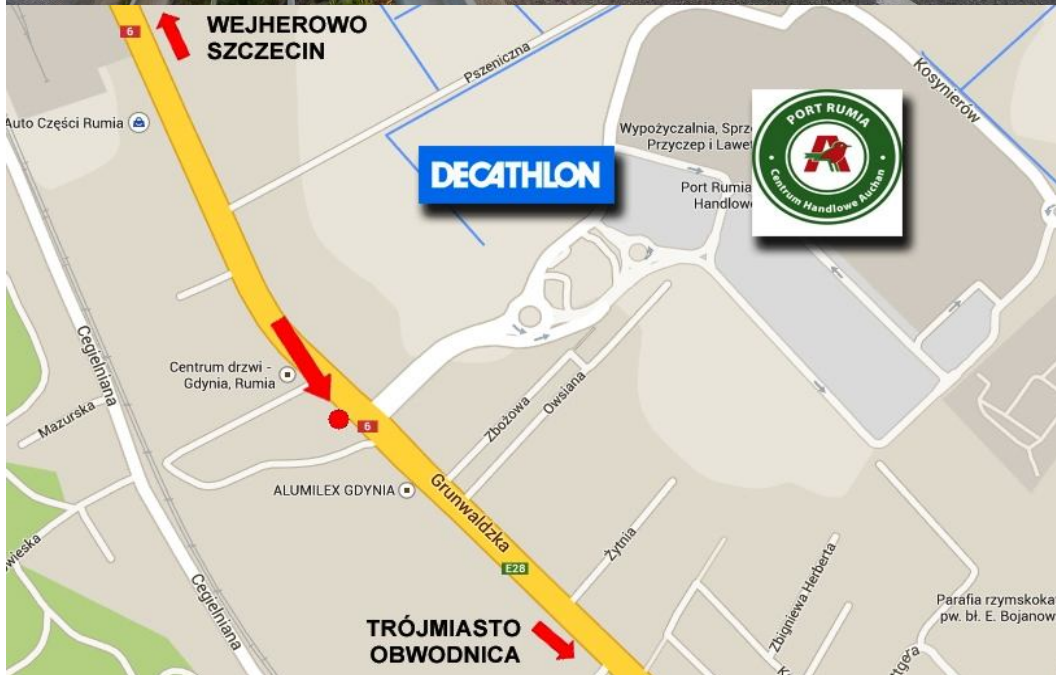 6
WEJHEROWO
SZCZECIN
Pszeniczna
Kosynierów
Auto Części Rumia
Wypożyczalnia, Sprz
Przyczep i Lawet
DECATHLON
PORT RUMIA
Centrum Handlowe Auchan
Port Rumia
Handlow
Cegielniana
Centrum drzwi -
Gdynia, Rumia
Mazurska
6
Zbożowa
Owsiana
ALUMILEX GDYNIA
Grunwaldzka
E28
Żytnia
wieska
Cegielniana
Zbigniewa Herberta
Parafia rzymskokat
pw. bł. E. Bojanow
TRÓJMIASTO
OBWODNICA